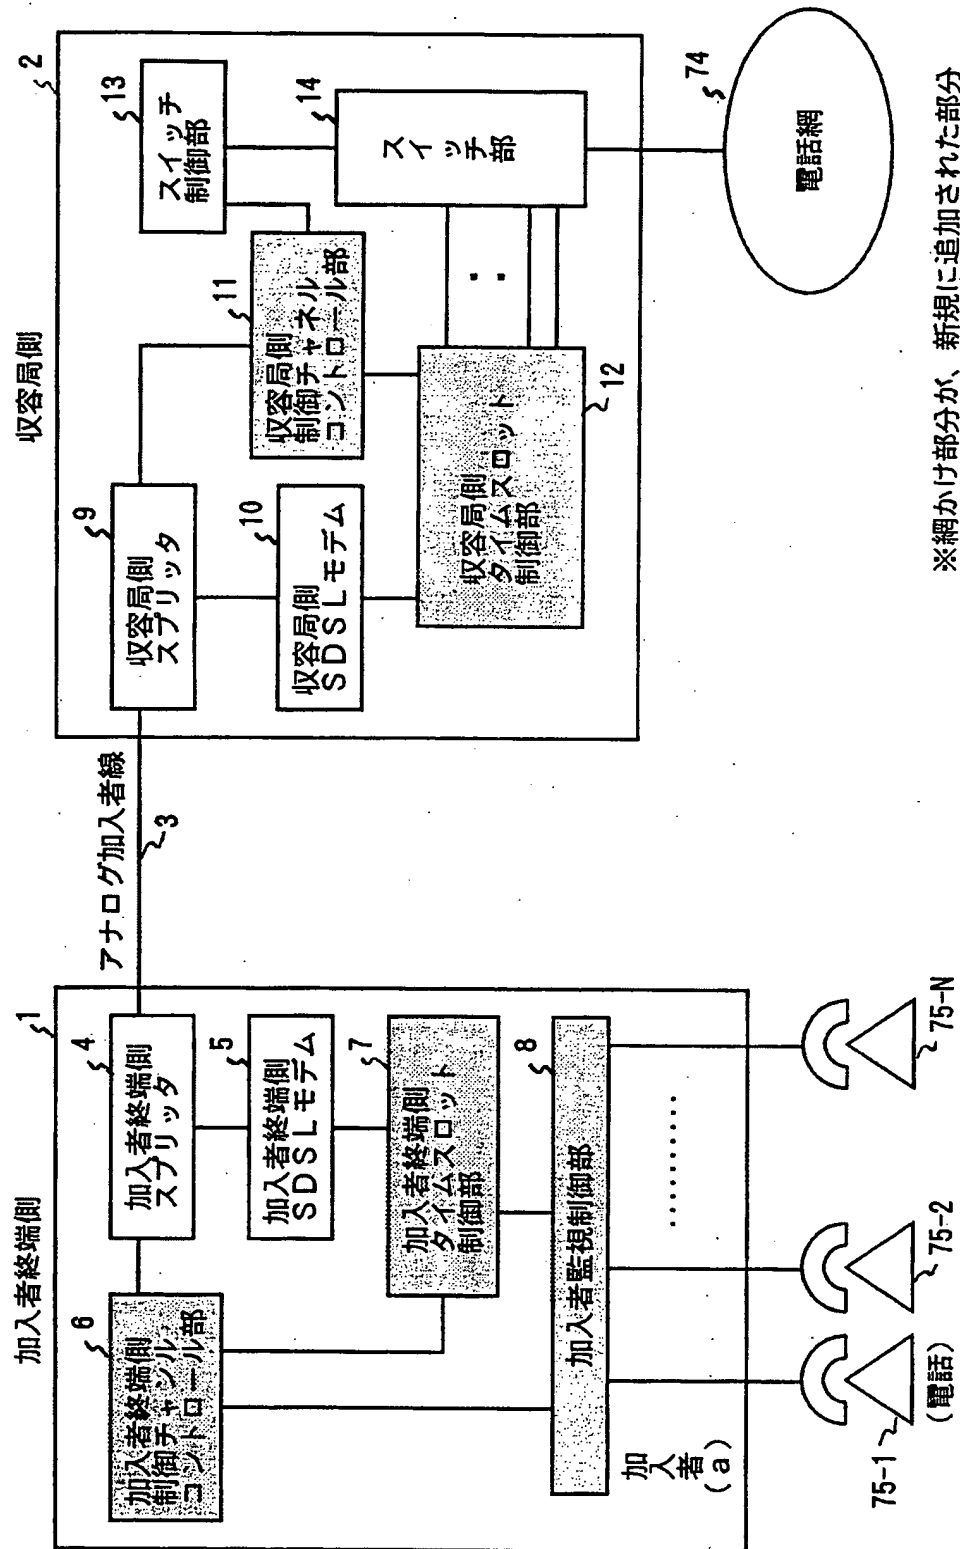 加入者終端側
1
加入者終端側
制御チャンル
コントロール部
6
加入者終端側
スプリッタ
4
加入者終端側
SDSLモデム
5
加入者終端側
タイムスロット
制御部
7
加入者監視制御部
8
加入者
(a)
75-1
(電話)
75-2
75-N
アナログ加入者線
3
収容局側
2
収容局側
スプリッタ
9
収容局側
SDSLモデム
10
収容局側
制御チャネル
コントロール部
11
収容局側
タイムスロット
制御部
12
スイッチ
制御部
13
スイッチ
部
14
電話網
74
※網かけ部分が、新規に追加された部分